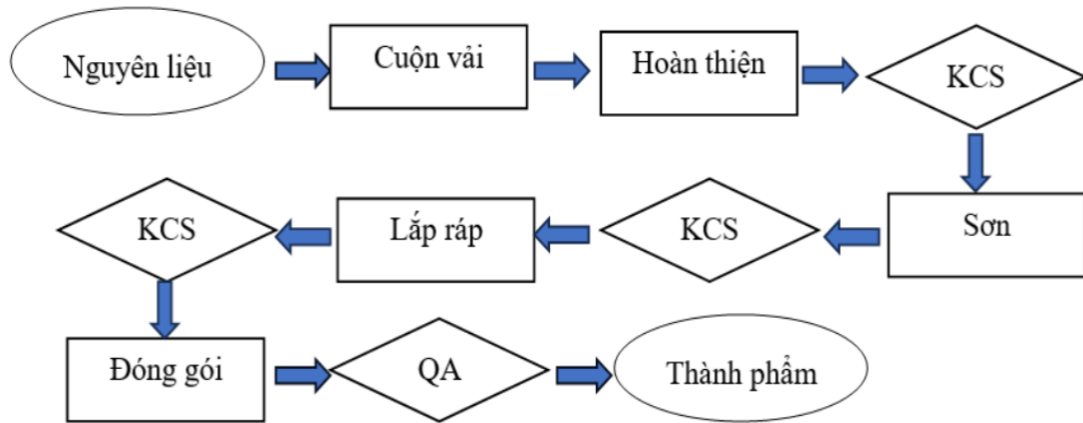 Nguyên liệu
Cuộn vải
Hoàn thiện
KCS
Sơn
KCS
Lắp ráp
KCS
Đóng gói
QA
Thành phẩm